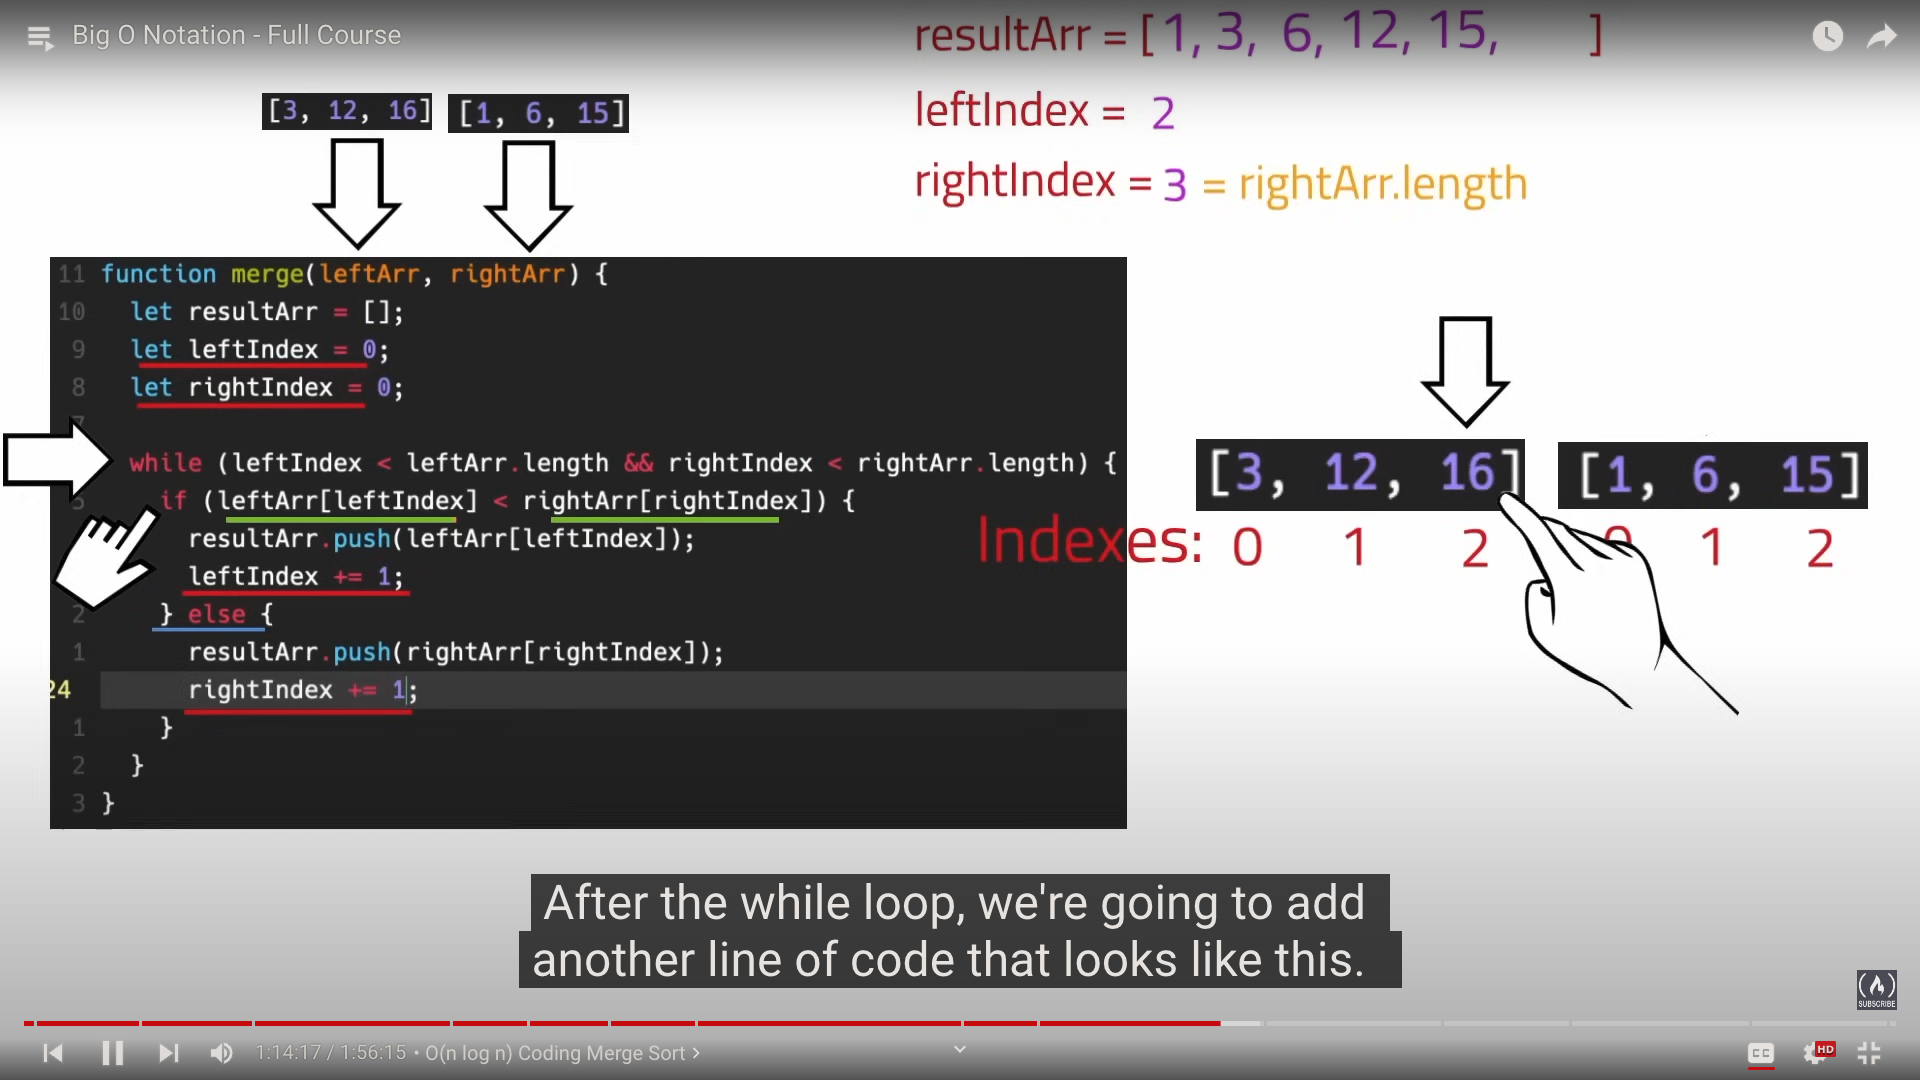 Big O Notation - Full Course
resultArr = [ 1, 3, 6, 12, 15, ]
leftIndex = 2
rightIndex = 3 = rightArr.length
[3, 12, 16] [1, 6, 15]
11 function merge(leftArr, rightArr) {
10 let resultArr = [];
9 let leftIndex = 0;
8 let rightIndex = 0;
7
while (leftIndex < leftArr.length && rightIndex < rightArr.length) {
5 if (leftArr[leftIndex] < rightArr[rightIndex]) {
resultArr.push(leftArr[leftIndex]);
leftIndex += 1;
2 } else {
1 resultArr.push(rightArr[rightIndex]);
24 rightIndex += 1;
1 }
2 }
3 }
[3, 12, 16] [1, 6, 15]
Indexes: 0 1 2 0 1 2
After the while loop, we're going to add
another line of code that looks like this.
SUBSCRIBE
1:14:17 / 1:56:15 • O(n log n) Coding Merge Sort >
CC HD